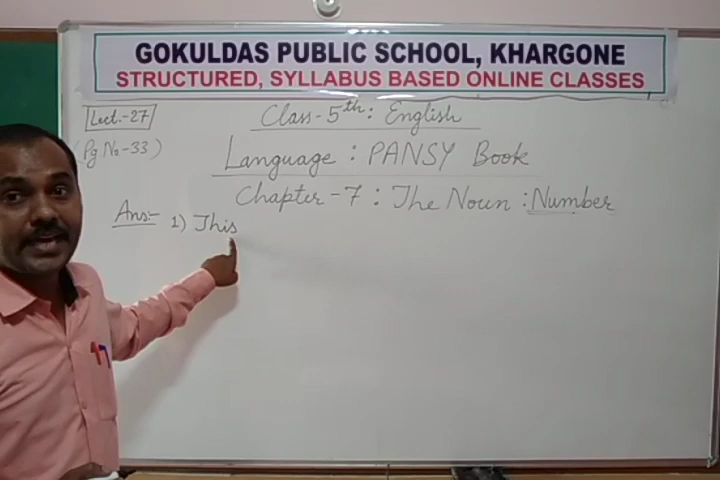 GOKULDAS PUBLIC SCHOOL, KHARGONE
STRUCTURED, SYLLABUS BASED ONLINE CLASSES
Lect.-27
Class-5th: English
(Pg No-33)
Language: PANSY Book
Chapter-7: The Noun: Number
Ans:- 1) This